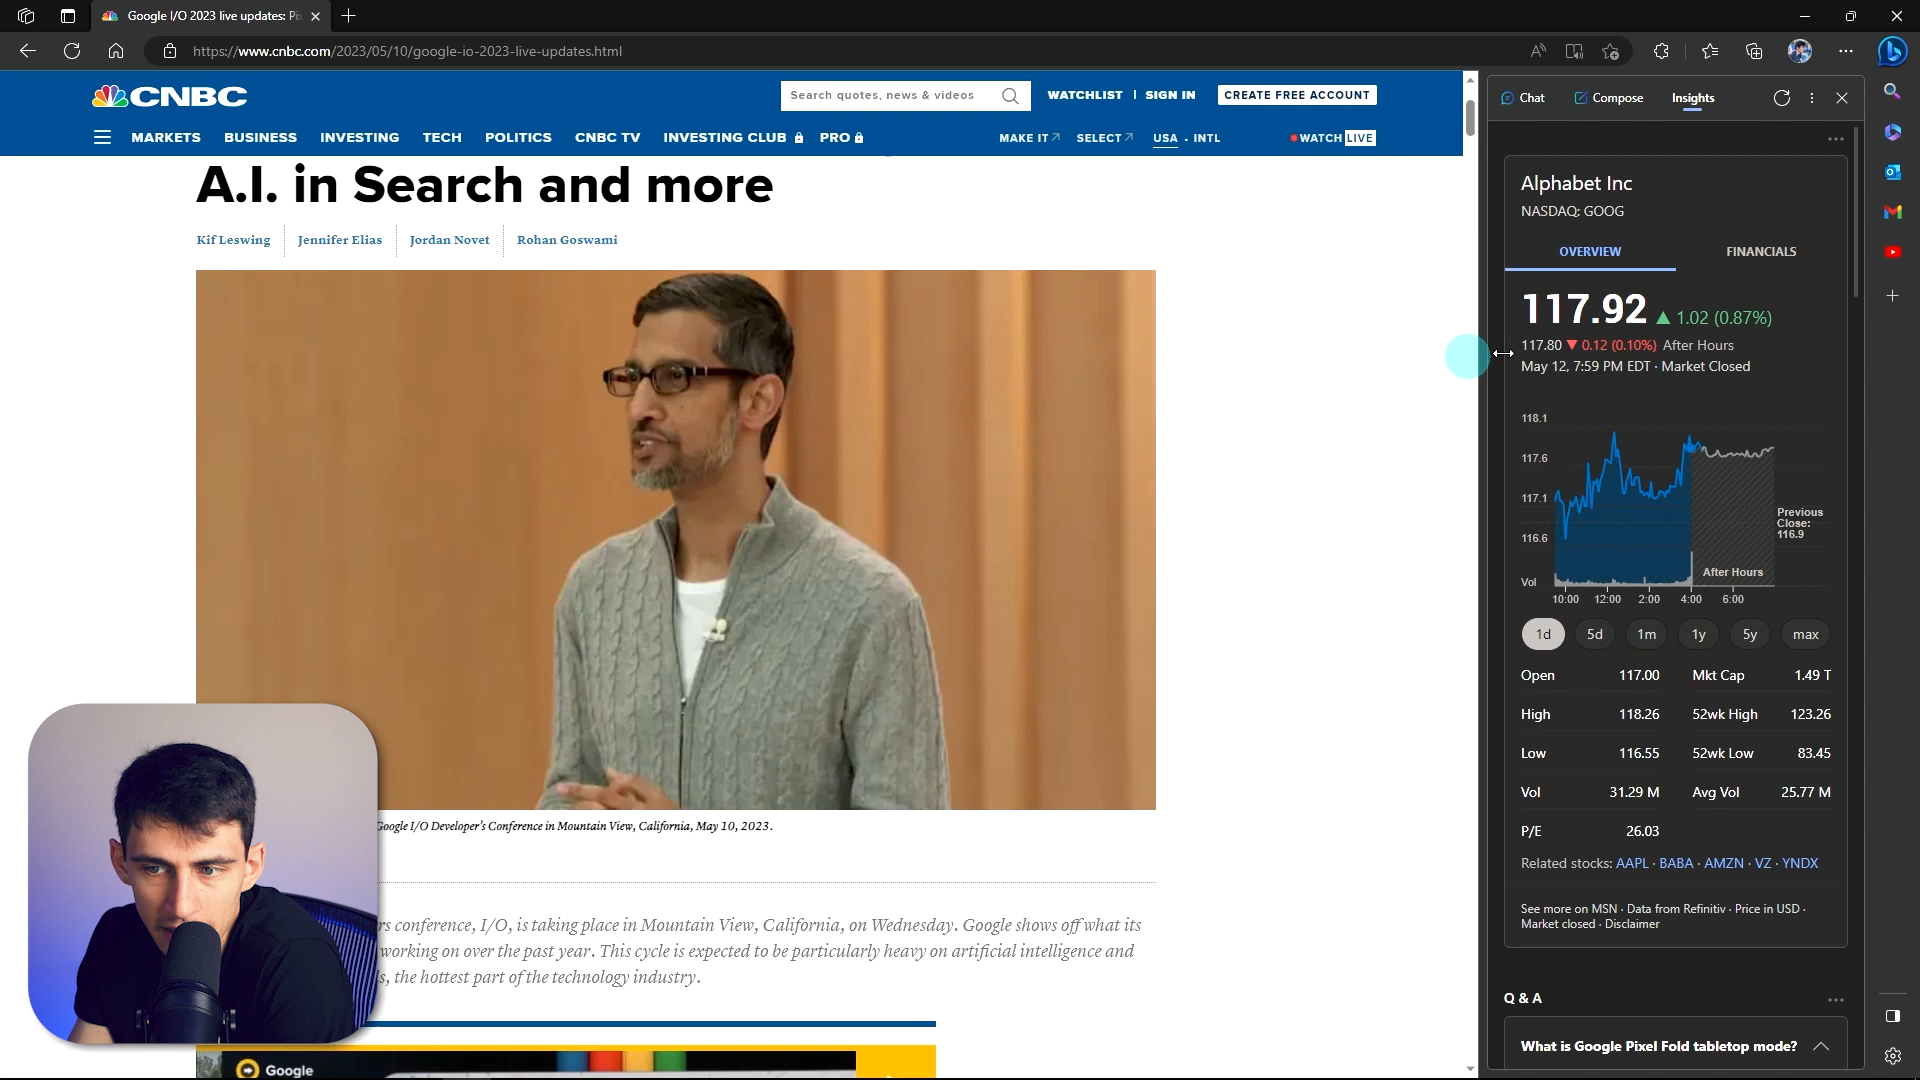 Google I/O 2023 live updates: Pi
https://www.cnbc.com/2023/05/10/google-io-2023-live-updates.html
CNBC
Search quotes, news & videos
WATCHLIST | SIGN IN
CREATE FREE ACCOUNT
MARKETS BUSINESS INVESTING TECH POLITICS CNBC TV INVESTING CLUB PRO
MAKE IT SELECT USA · INTL WATCH LIVE
A.I. in Search and more
Kif Leswing Jennifer Elias Jordan Novet Rohan Goswami
Google I/O Developer's Conference in Mountain View, California, May 10, 2023.
rs conference, I/O, is taking place in Mountain View, California, on Wednesday. Google shows off what its
working on over the past year. This cycle is expected to be particularly heavy on artificial intelligence and
s, the hottest part of the technology industry.
Google
Chat Compose Insights
Alphabet Inc
NASDAQ: GOOG
OVERVIEW FINANCIALS
117.92 ▲ 1.02 (0.87%)
117.80 ▼ 0.12 (0.10%) After Hours
May 12, 7:59 PM EDT · Market Closed
118.1
117.6
117.1
116.6
Vol
Previous
Close:
116.9
After Hours
10:00 12:00 2:00 4:00 6:00
1d 5d 1m 1y 5y max
Open 117.00 Mkt Cap 1.49 T
High 118.26 52wk High 123.26
Low 116.55 52wk Low 83.45
Vol 31.29 M Avg Vol 25.77 M
P/E 26.03
Related stocks: AAPL · BABA · AMZN · VZ · YNDX
See more on MSN · Data from Refinitiv · Price in USD ·
Market closed · Disclaimer
Q & A
What is Google Pixel Fold tabletop mode?